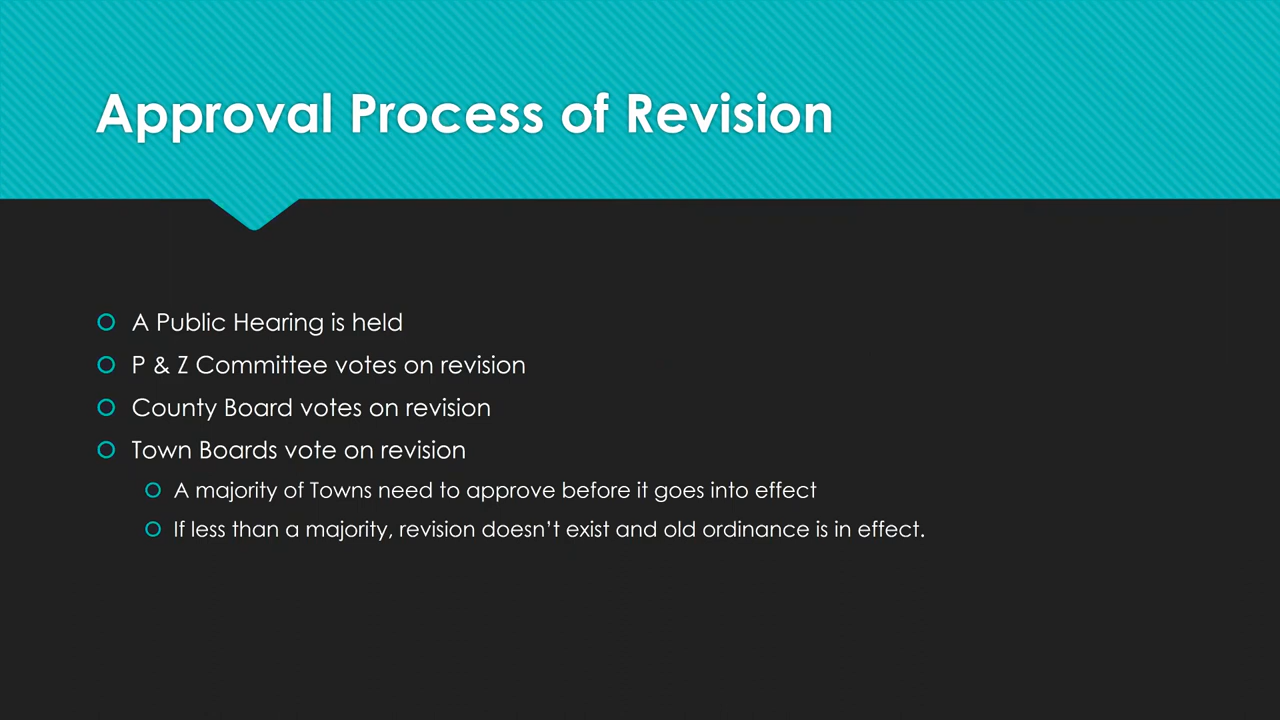 Approval Process of Revision
A Public Hearing is held
P & Z Committee votes on revision
County Board votes on revision
Town Boards vote on revision
A majority of Towns need to approve before it goes into effect
If less than a majority, revision doesn’t exist and old ordinance is in effect.